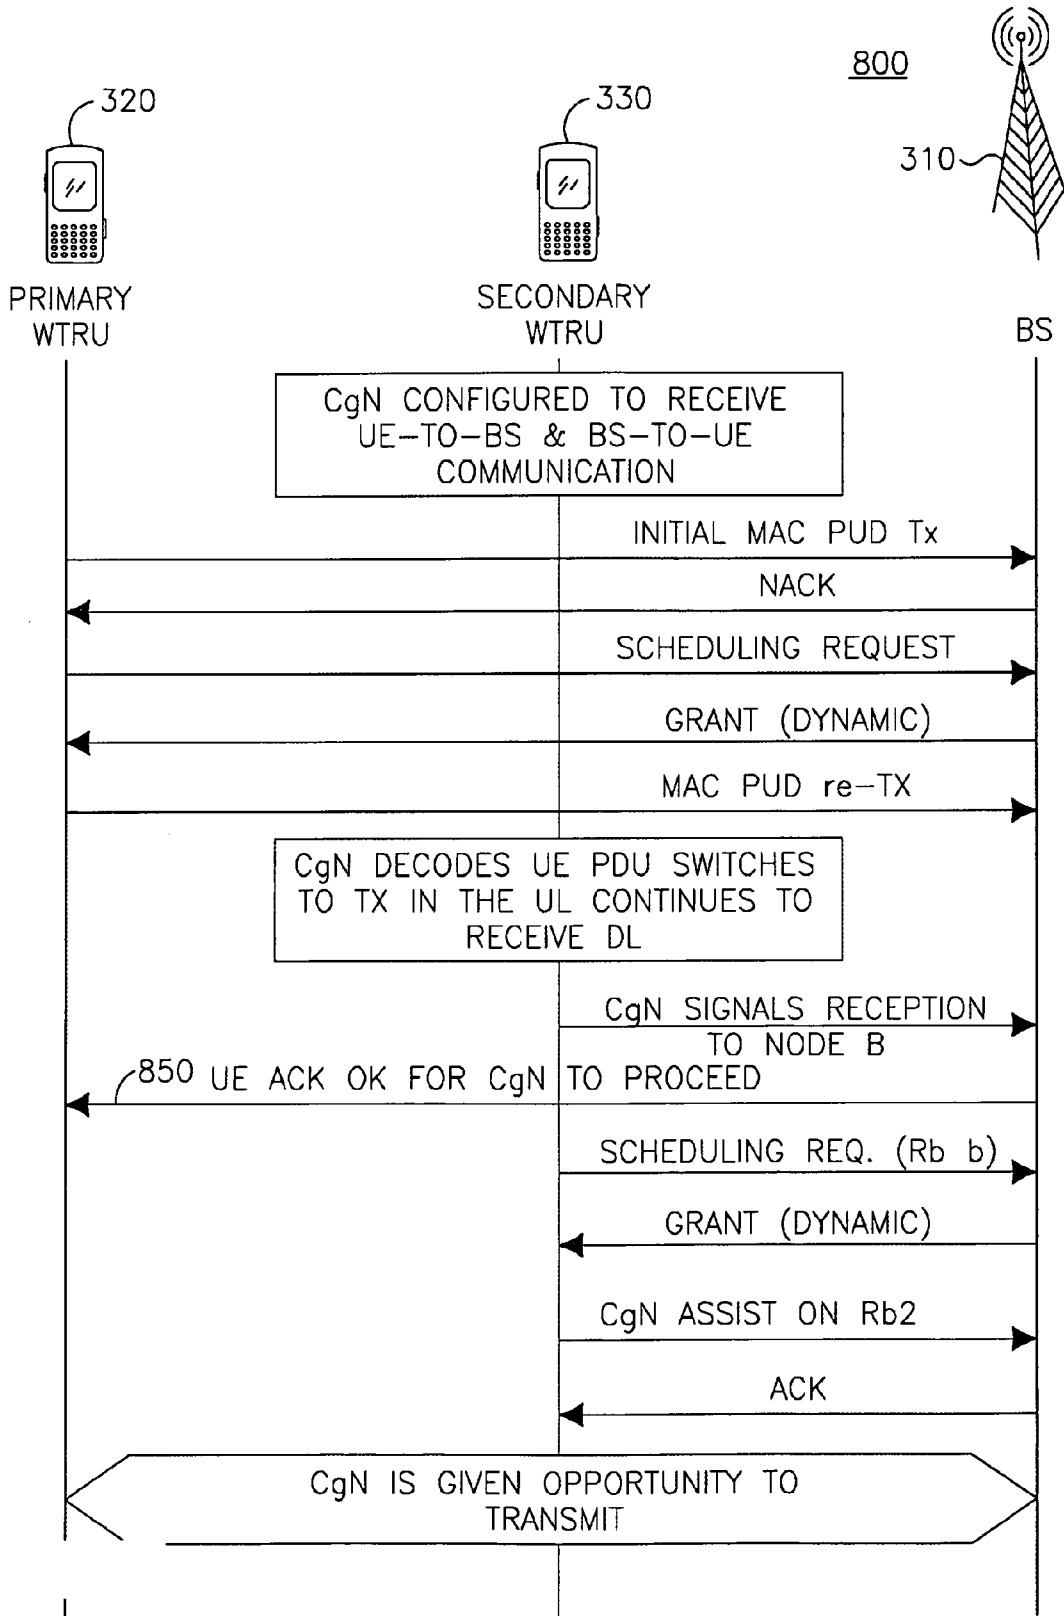 800
320
330
310
PRIMARY
WTRU
SECONDARY
WTRU
BS
CgN CONFIGURED TO RECEIVE
UE-TO-BS & BS-TO-UE
COMMUNICATION
INITIAL MAC PUD Tx
NACK
SCHEDULING REQUEST
GRANT (DYNAMIC)
MAC PUD re-TX
CgN DECODES UE PDU SWITCHES
TO TX IN THE UL CONTINUES TO
RECEIVE DL
CgN SIGNALS RECEPTION
TO NODE B
850 UE ACK OK FOR CgN TO PROCEED
SCHEDULING REQ. (Rb b)
GRANT (DYNAMIC)
CgN ASSIST ON Rb2
ACK
CgN IS GIVEN OPPORTUNITY TO
TRANSMIT